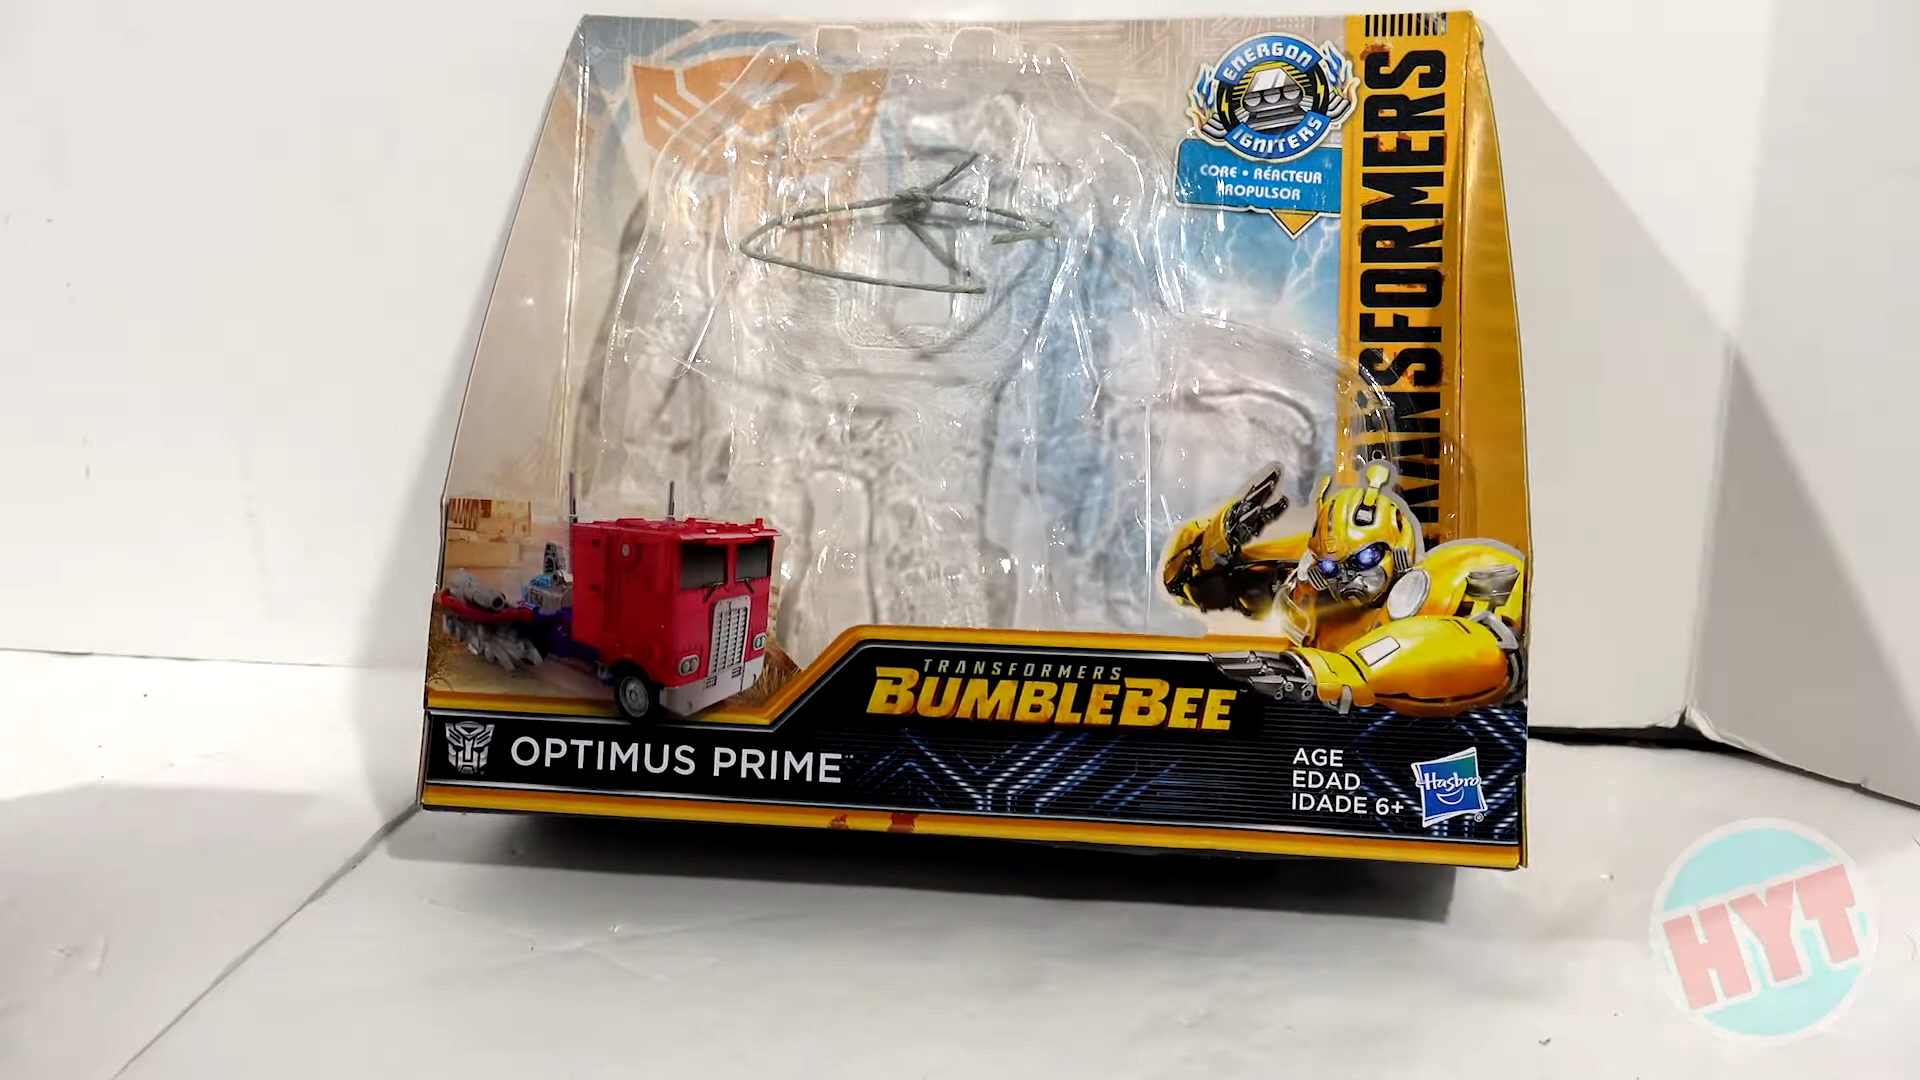 ENERGON
IGNITERS
CORE • RÉACTEUR
PROPULSOR
TRANSFORMERS
TRANSFORMERS
BUMBLEBEE
OPTIMUS PRIME
AGE
EDAD
IDADE 6+
Hasbro
HYT